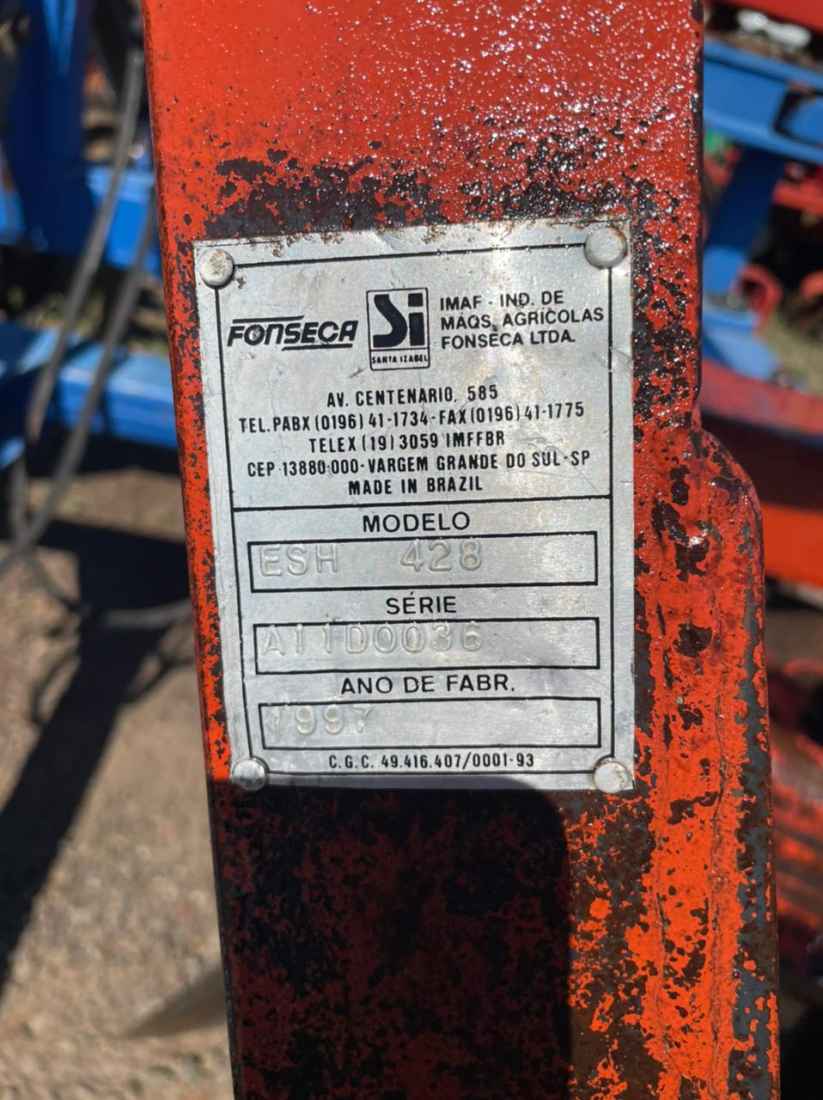 FONSECA
Si
SANTA IZABEL
IMAF - IND. DE
MÁQS. AGRÍCOLAS
FONSECA LTDA.
AV. CENTENARIO, 585
TEL. PABX (0196) 41-1734 - FAX (0196) 41-1775
TELEX (19) 3059 IMFFBR
CEP 13880-000 - VARGEM GRANDE DO SUL - SP
MADE IN BRAZIL
MODELO
ESH 428
SÉRIE
A11D0036
ANO DE FABR.
1997
C.G.C. 49.416.407/0001-93